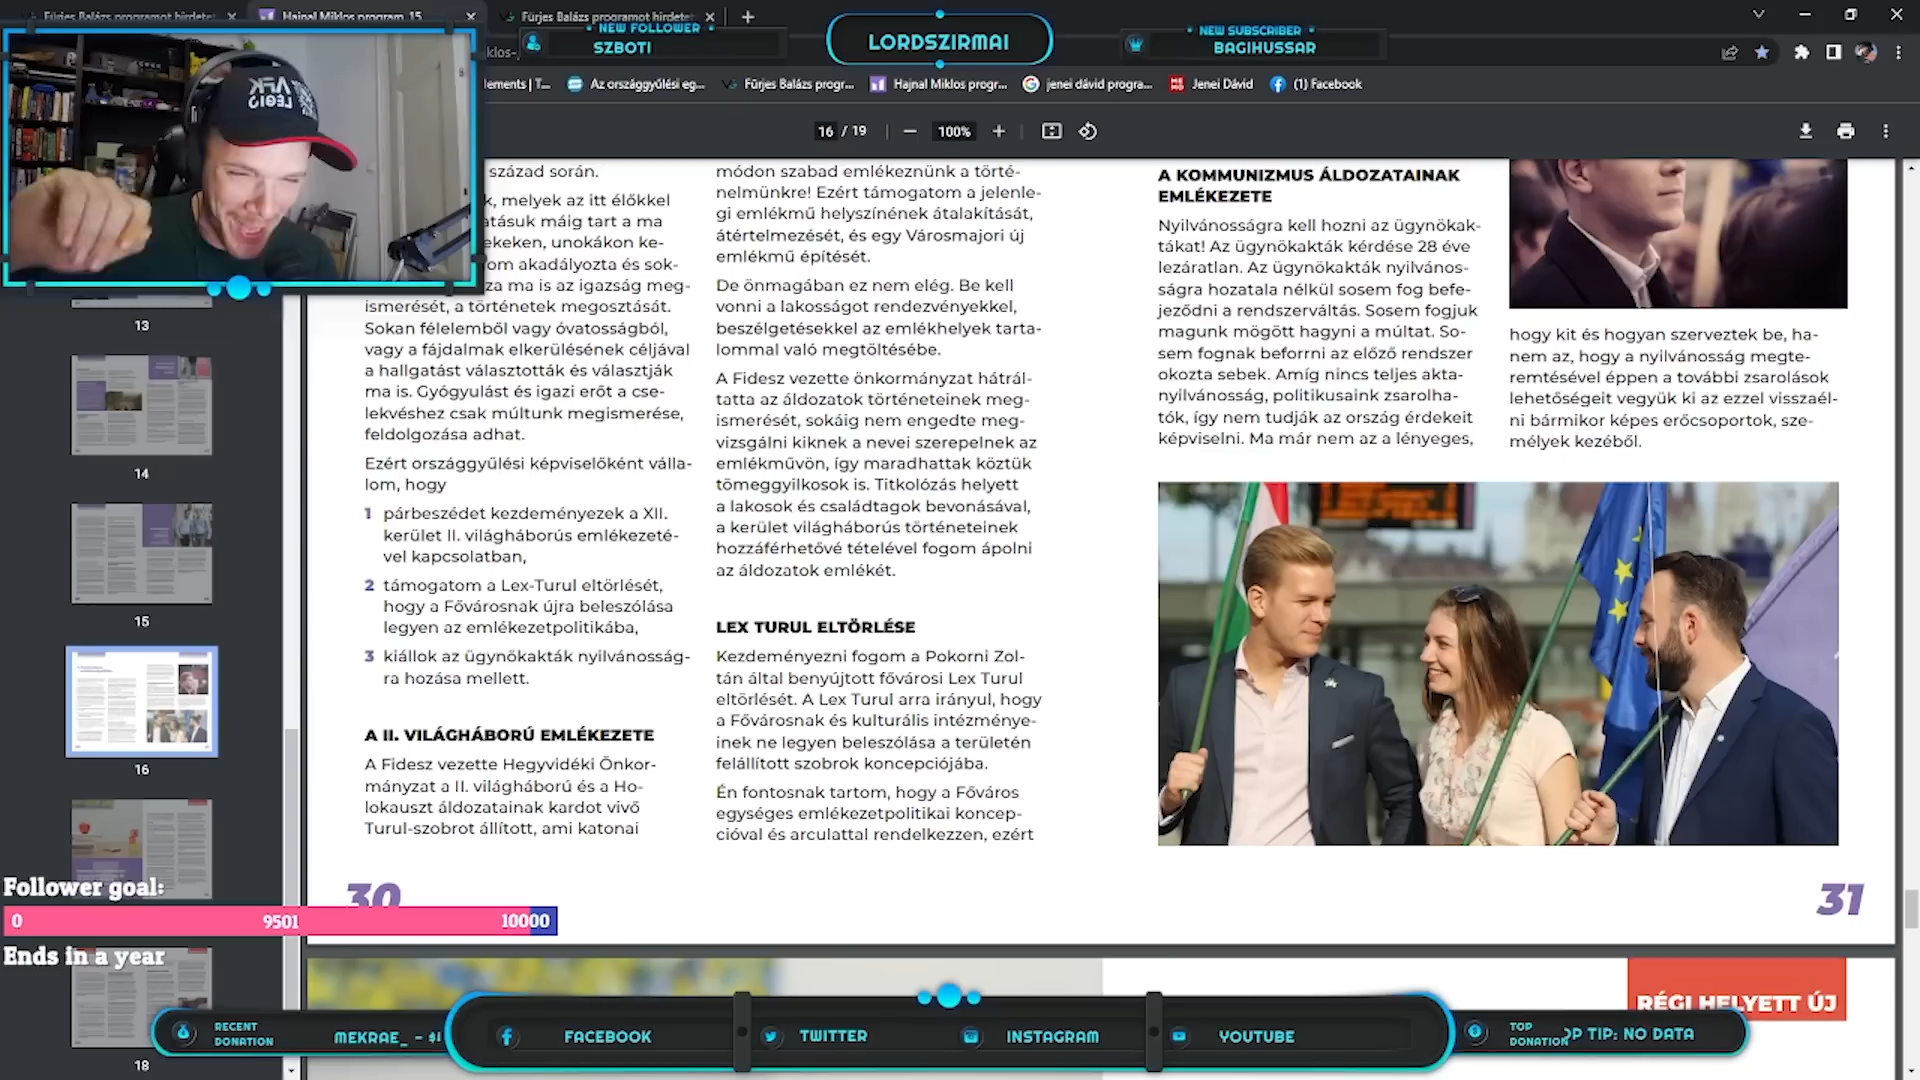 Fürjes Balázs programot hirdetet
Hajnal Miklós program_15
Fürjes Balázs programot hirdetet
NEW FOLLOWER
SZBOTI
LORDSZIRMAI
NEW SUBSCRIBER
BAGIHUSSAR
klos-
lements | T...
Az országgyűlési eg...
Fürjes Balázs progr...
Hajnal Miklos progr...
jenei dávid progra...
Jenei Dávid
(1) Facebook
16 / 19
100%
13
14
15
16
18
század során.
k, melyek az itt élőkkel
atásuk máig tart a ma
ekeken, unokákon ke-
om akadályozta és sok-
za ma is az igazság meg-
ismerését, a történetek megosztását.
Sokan félelemből vagy óvatosságból,
vagy a fájdalmak elkerülésének céljával
a hallgatást választották és választják
ma is. Gyógyulást és igazi erőt a cse-
lekvéshez csak múltunk megismerése,
feldolgozása adhat.
Ezért országgyűlési képviselőként válla-
lom, hogy
1 párbeszédet kezdeményezek a XII.
kerület II. világháborús emlékezeté-
vel kapcsolatban,
2 támogatom a Lex-Turul eltörlését,
hogy a Fővárosnak újra beleszólása
legyen az emlékezetpolitikába,
3 kiállok az ügynökakták nyilvánosság-
ra hozása mellett.
A II. VILÁGHÁBORÚ EMLÉKEZETE
A Fidesz vezette Hegyvidéki Önkor-
mányzat a II. világháború és a Ho-
lokauszt áldozatainak kardot vivő
Turul-szobrot állított, ami katonai
30
módon szabad emlékeznünk a törté-
nelmünkre! Ezért támogatom a jelenle-
gi emlékmű helyszínének átalakítását,
átértelmezését, és egy Városmajori új
emlékmű építését.
De önmagában ez nem elég. Be kell
vonni a lakosságot rendezvényekkel,
beszélgetésekkel az emlékhelyek tarta-
lommal való megtöltésébe.
A Fidesz vezette önkormányzat hátrál-
tatta az áldozatok történeteinek meg-
ismerését, sokáig nem engedte meg-
vizsgálni kiknek a nevei szerepelnek az
emlékművön, így maradhattak köztük
tömeggyilkosok is. Titkolózás helyett
a lakosok és családtagok bevonásával,
a kerület világháborús történeteinek
hozzáférhetővé tételével fogom ápolni
az áldozatok emlékét.
LEX TURUL ELTÖRLÉSE
Kezdeményezni fogom a Pokorni Zol-
tán által benyújtott fővárosi Lex Turul
eltörlését. A Lex Turul arra irányul, hogy
a Fővárosnak és kulturális intézménye-
inek ne legyen beleszólása a területén
felállított szobrok koncepciójába.
Én fontosnak tartom, hogy a Főváros
egységes emlékezetpolitikai koncep-
cióval és arculattal rendelkezzen, ezért
A KOMMUNIZMUS ÁLDOZATAINAK
EMLÉKEZETE
Nyilvánosságra kell hozni az ügynökak-
tákat! Az ügynökakták kérdése 28 éve
lezáratlan. Az ügynökakták nyilvános-
ságra hozatala nélkül sosem fog befe-
jeződni a rendszerváltás. Sosem fogjuk
magunk mögött hagyni a múltat. So-
sem fognak beforrni az előző rendszer
okozta sebek. Amíg nincs teljes akta-
nyilvánosság, politikusaink zsarolha-
tók, így nem tudják az ország érdekeit
képviselni. Ma már nem az a lényeges,
hogy kit és hogyan szerveztek be, ha-
nem az, hogy a nyilvánosság megte-
remtésével éppen a további zsarolások
lehetőségeit vegyük ki az ezzel visszaél-
ni bármikor képes erőcsoportok, sze-
mélyek kezéből.
31
RÉGI HELYETT ÚJ
Follower goal:
0 9501 10000
Ends in a year
RECENT
DONATION
MEKRAE_ - $1
FACEBOOK
TWITTER
INSTAGRAM
YOUTUBE
TOP
DONATION
OP TIP: NO DATA